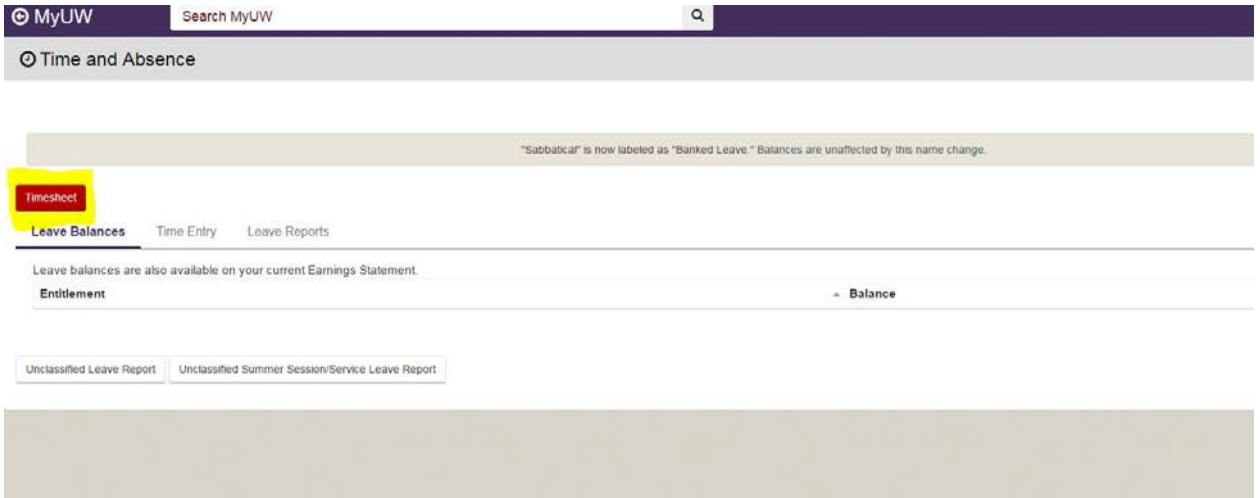 MyUW Search MyUW
Time and Absence
"Sabbatical" is now labeled as "Banked Leave." Balances are unaffected by this name change.
Timesheet
Leave Balances Time Entry Leave Reports
Leave balances are also available on your current Earnings Statement.
Entitlement Balance
Unclassified Leave Report Unclassified Summer Session/Service Leave Report